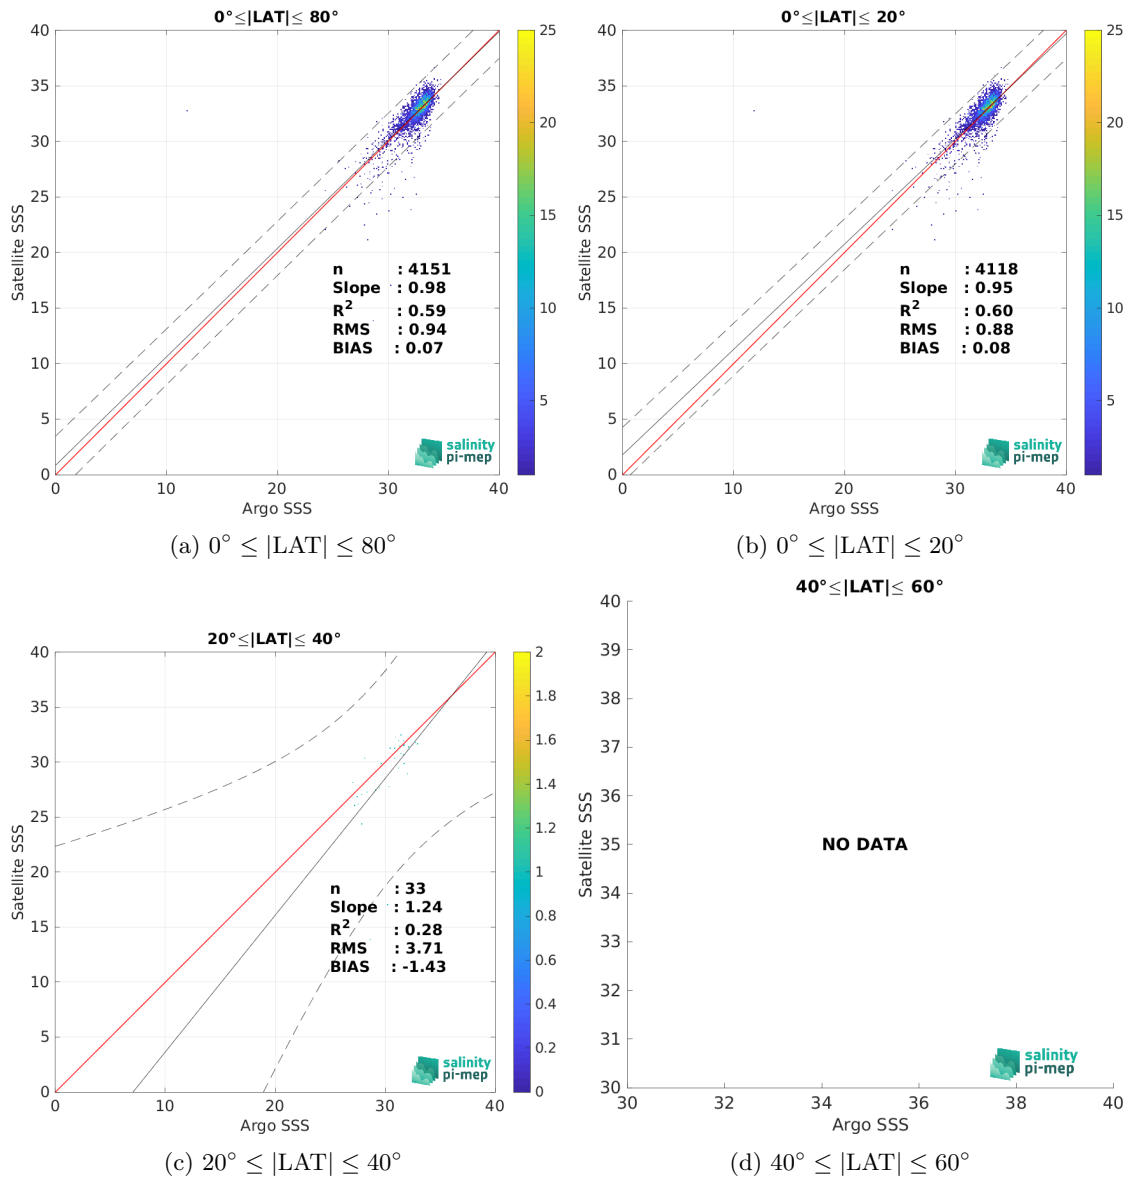 0°≤|LAT|≤ 80°
40
35
30
25
20
15
10
5
0
Satellite SSS
0
10
20
30
40
Argo SSS
25
20
15
10
5
n : 4151
Slope : 0.98
R² : 0.59
RMS : 0.94
BIAS : 0.07
salinity
pi-mep
(a) 0° ≤ |LAT| ≤ 80°
0°≤|LAT|≤ 20°
40
35
30
25
20
15
10
5
0
Satellite SSS
0
10
20
30
40
Argo SSS
25
20
15
10
5
n : 4118
Slope : 0.95
R² : 0.60
RMS : 0.88
BIAS : 0.08
salinity
pi-mep
(b) 0° ≤ |LAT| ≤ 20°
20°≤|LAT|≤ 40°
40
35
30
25
20
15
10
5
0
Satellite SSS
0
10
20
30
40
Argo SSS
2
1.8
1.6
1.4
1.2
1
0.8
0.6
0.4
0.2
0
n : 33
Slope : 1.24
R² : 0.28
RMS : 3.71
BIAS : -1.43
salinity
pi-mep
(c) 20° ≤ |LAT| ≤ 40°
40°≤|LAT|≤ 60°
40
39
38
37
36
35
34
33
32
31
30
Satellite SSS
NO DATA
30
32
34
36
38
40
Argo SSS
salinity
pi-mep
(d) 40° ≤ |LAT| ≤ 60°